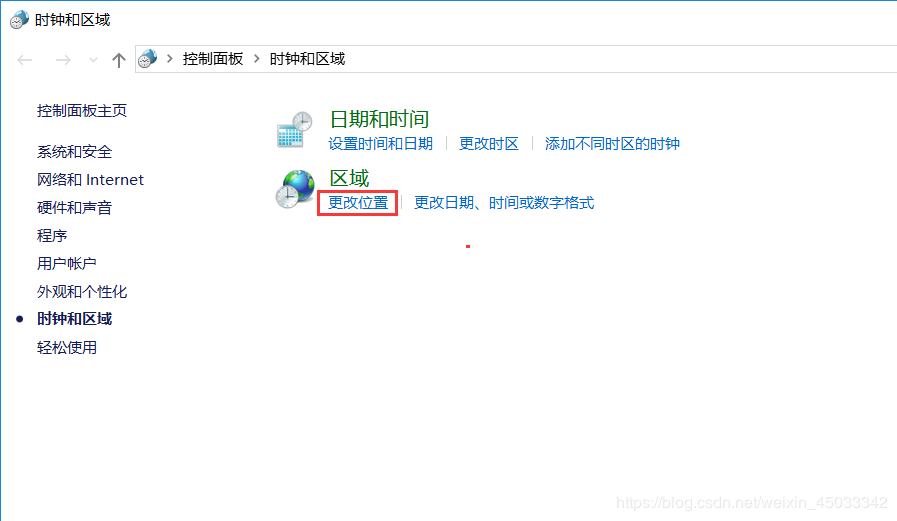 时钟和区域
控制面板 > 时钟和区域
控制面板主页
系统和安全
网络和 Internet
硬件和声音
程序
用户帐户
外观和个性化
时钟和区域
轻松使用
日期和时间
设置时间和日期 更改时区 添加不同时区的时钟
区域
更改位置 更改日期、时间或数字格式
https://blog.csdn.net/weixin_45033342